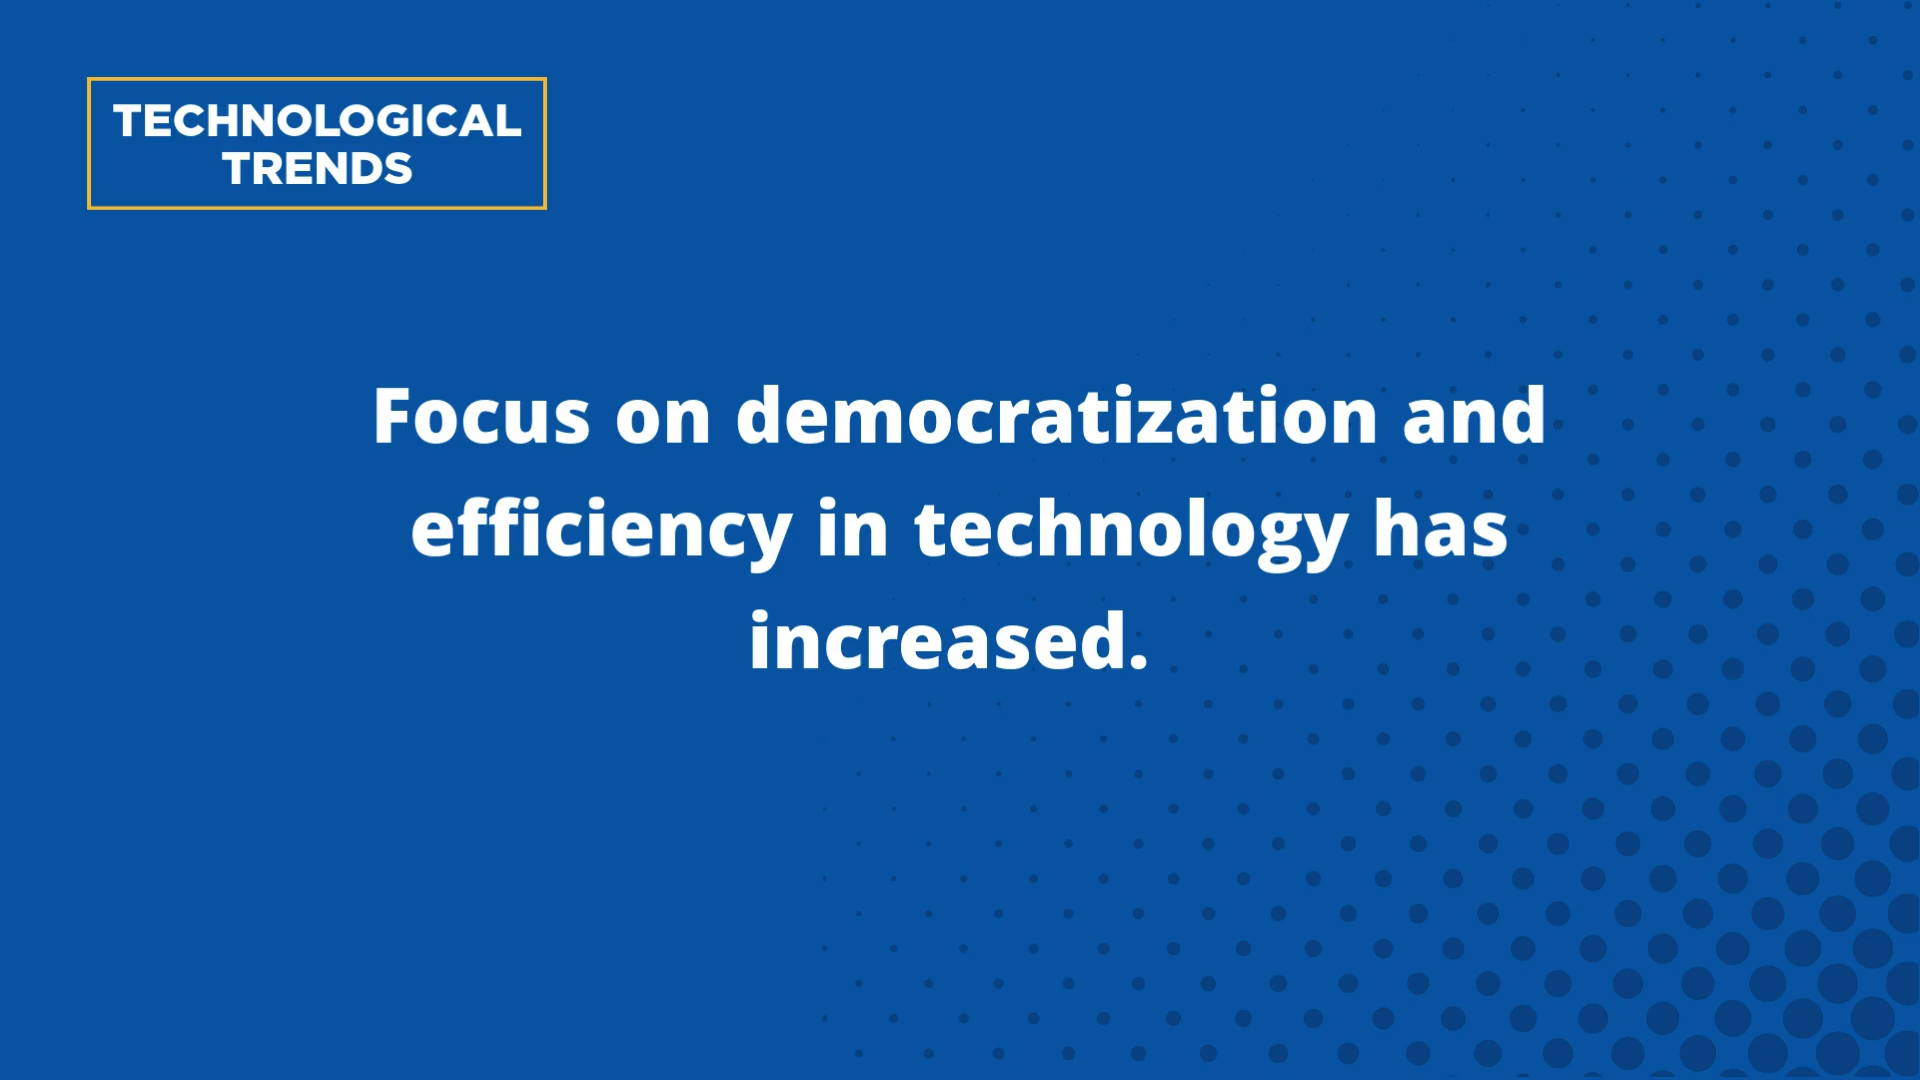 TECHNOLOGICAL
TRENDS
Focus on democratization and
efficiency in technology has
increased.